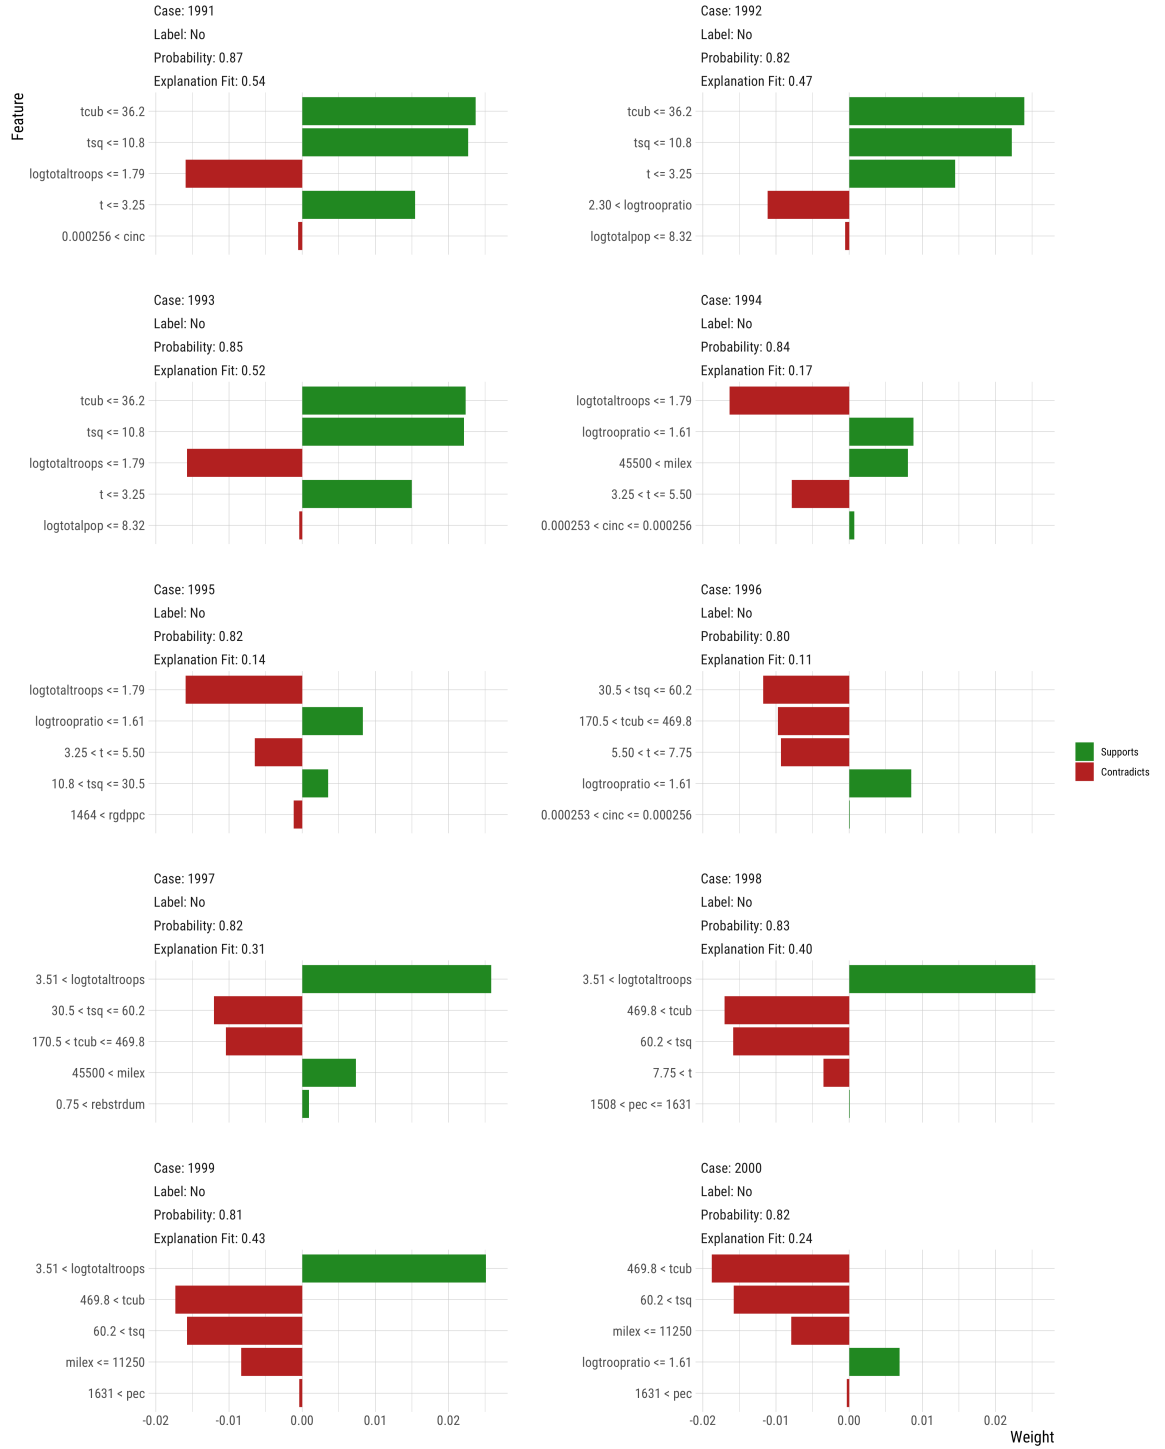 Feature
Case: 1991
Label: No
Probability: 0.87
Explanation Fit: 0.54
tcub <= 36.2
tsq <= 10.8
logtotaltroops <= 1.79
t <= 3.25
0.000256 < cinc
Case: 1992
Label: No
Probability: 0.82
Explanation Fit: 0.47
tcub <= 36.2
tsq <= 10.8
t <= 3.25
2.30 < logtroopratio
logtotalpop <= 8.32
Case: 1993
Label: No
Probability: 0.85
Explanation Fit: 0.52
tcub <= 36.2
tsq <= 10.8
logtotaltroops <= 1.79
t <= 3.25
logtotalpop <= 8.32
Case: 1994
Label: No
Probability: 0.84
Explanation Fit: 0.17
logtotaltroops <= 1.79
logtroopratio <= 1.61
45500 < milex
3.25 < t <= 5.50
0.000253 < cinc <= 0.000256
Case: 1995
Label: No
Probability: 0.82
Explanation Fit: 0.14
logtotaltroops <= 1.79
logtroopratio <= 1.61
3.25 < t <= 5.50
10.8 < tsq <= 30.5
1464 < rgdppc
Case: 1996
Label: No
Probability: 0.80
Explanation Fit: 0.11
30.5 < tsq <= 60.2
170.5 < tcub <= 469.8
5.50 < t <= 7.75
logtroopratio <= 1.61
0.000253 < cinc <= 0.000256
Case: 1997
Label: No
Probability: 0.82
Explanation Fit: 0.31
3.51 < logtotaltroops
30.5 < tsq <= 60.2
170.5 < tcub <= 469.8
45500 < milex
0.75 < rebstrdum
Case: 1998
Label: No
Probability: 0.83
Explanation Fit: 0.40
3.51 < logtotaltroops
469.8 < tcub
60.2 < tsq
7.75 < t
1508 < pec <= 1631
Case: 1999
Label: No
Probability: 0.81
Explanation Fit: 0.43
3.51 < logtotaltroops
469.8 < tcub
60.2 < tsq
milex <= 11250
1631 < pec
-0.02 -0.01 0.00 0.01 0.02
Case: 2000
Label: No
Probability: 0.82
Explanation Fit: 0.24
469.8 < tcub
60.2 < tsq
milex <= 11250
logtroopratio <= 1.61
1631 < pec
-0.02 -0.01 0.00 0.01 0.02
Weight
Supports
Contradicts